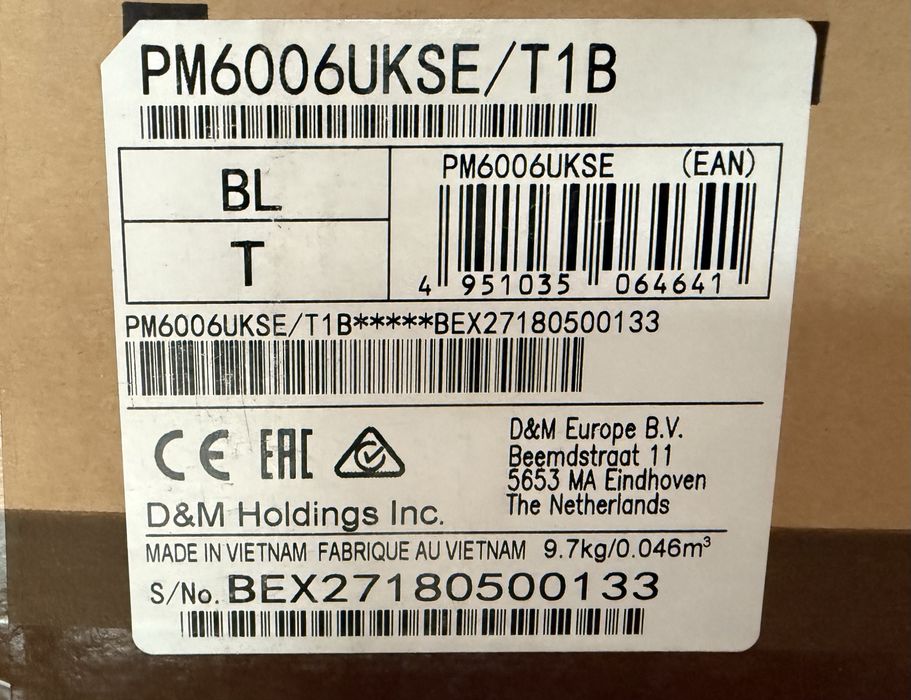 PM6006UKSE/T1B
BL
T
PM6006UKSE (EAN)
4 951035 064641
PM6006UKSE/T1B*****BEX27180500133
CE EAC
D&M Holdings Inc.
D&M Europe B.V.
Beemdstraat 11
5653 MA Eindhoven
The Netherlands
MADE IN VIETNAM FABRIQUE AU VIETNAM 9.7kg/0.046m³
S/No. BEX27180500133